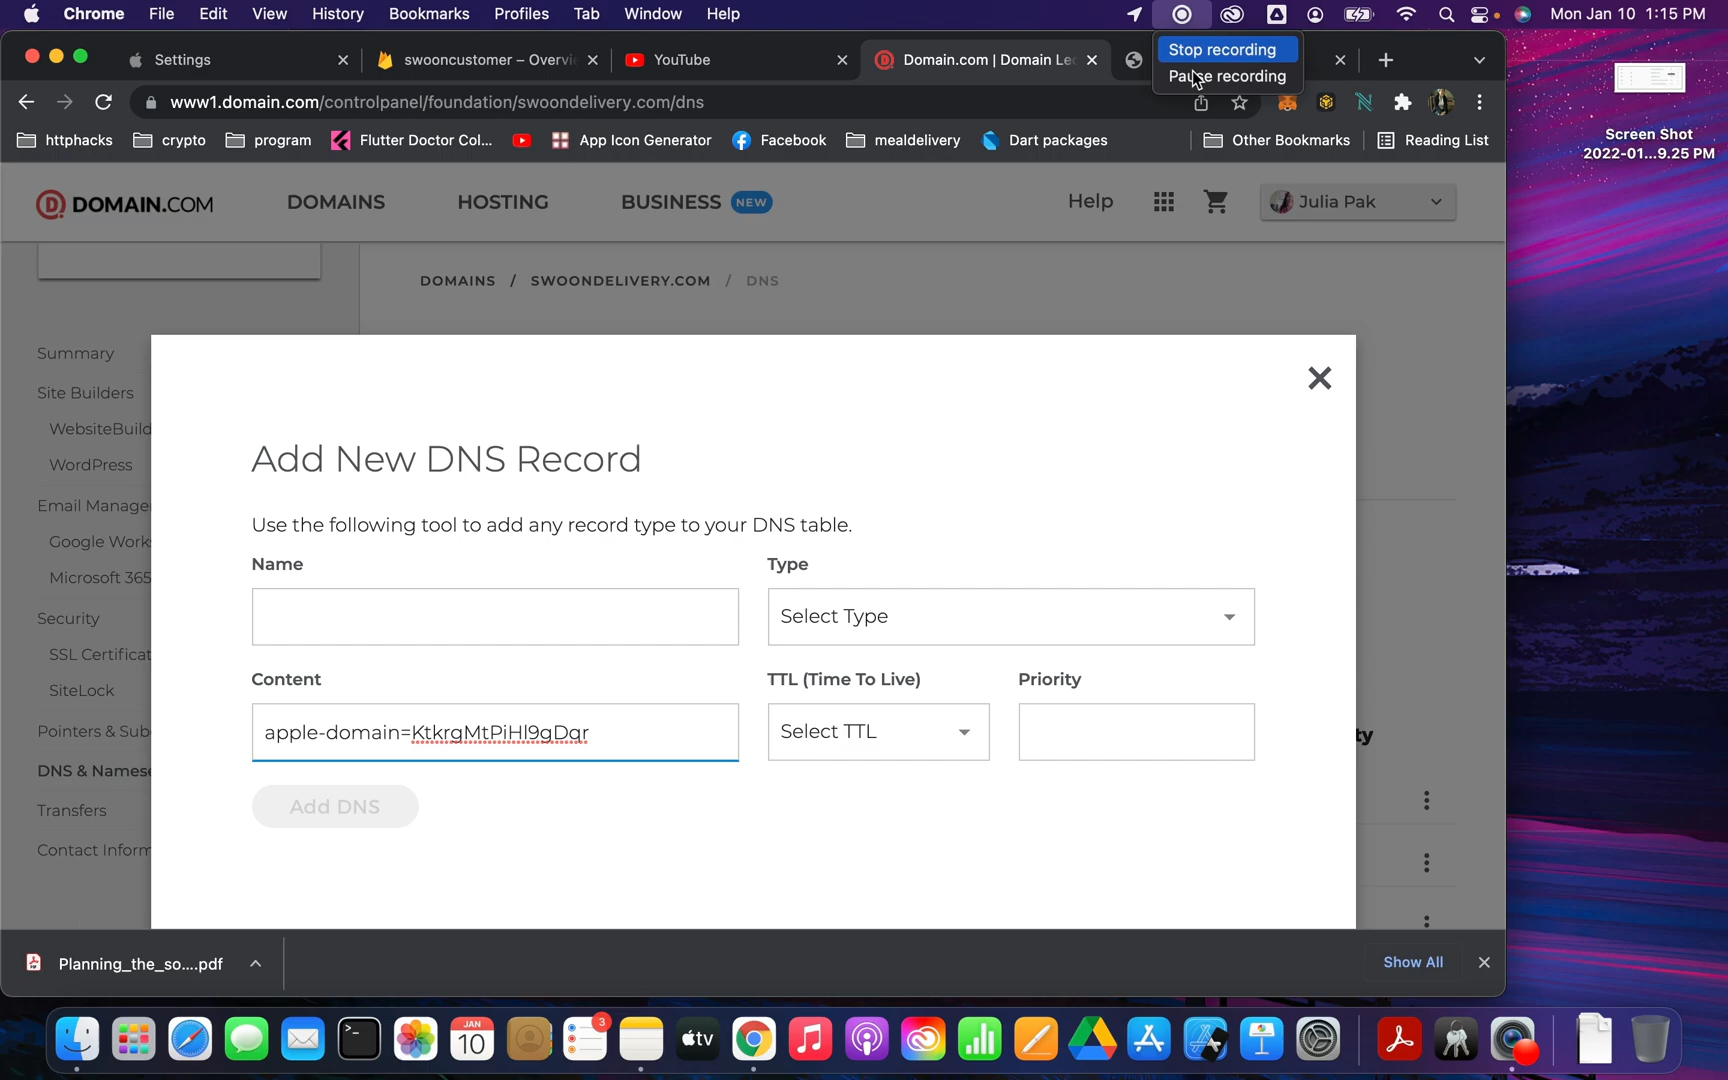 Chrome File Edit View History Bookmarks Profiles Tab Window Help Mon Jan 10 1:15 PM
Stop recording
Pause recording
Settings swooncustomer – Overvi YouTube Domain.com | Domain Le
www1.domain.com/controlpanel/foundation/swoondelivery.com/dns
httphacks crypto program Flutter Doctor Col... App Icon Generator Facebook mealdelivery Dart packages Other Bookmarks Reading List
Screen Shot
2022-01...9.25 PM
DOMAIN.COM DOMAINS HOSTING BUSINESS NEW Help Julia Pak
DOMAINS / SWOONDELIVERY.COM / DNS
Summary
Site Builders
WebsiteBuild
WordPress
Email Manage
Google Work
Microsoft 365
Security
SSL Certificat
SiteLock
Pointers & Sub
DNS & Namese
Transfers
Contact Inform
Add New DNS Record
Use the following tool to add any record type to your DNS table.
Name Type
Select Type
Content TTL (Time To Live) Priority
apple-domain=KtkrgMtPiHl9gDqr Select TTL
ty
Add DNS
Planning_the_so....pdf Show All
3
JAN
10
tv